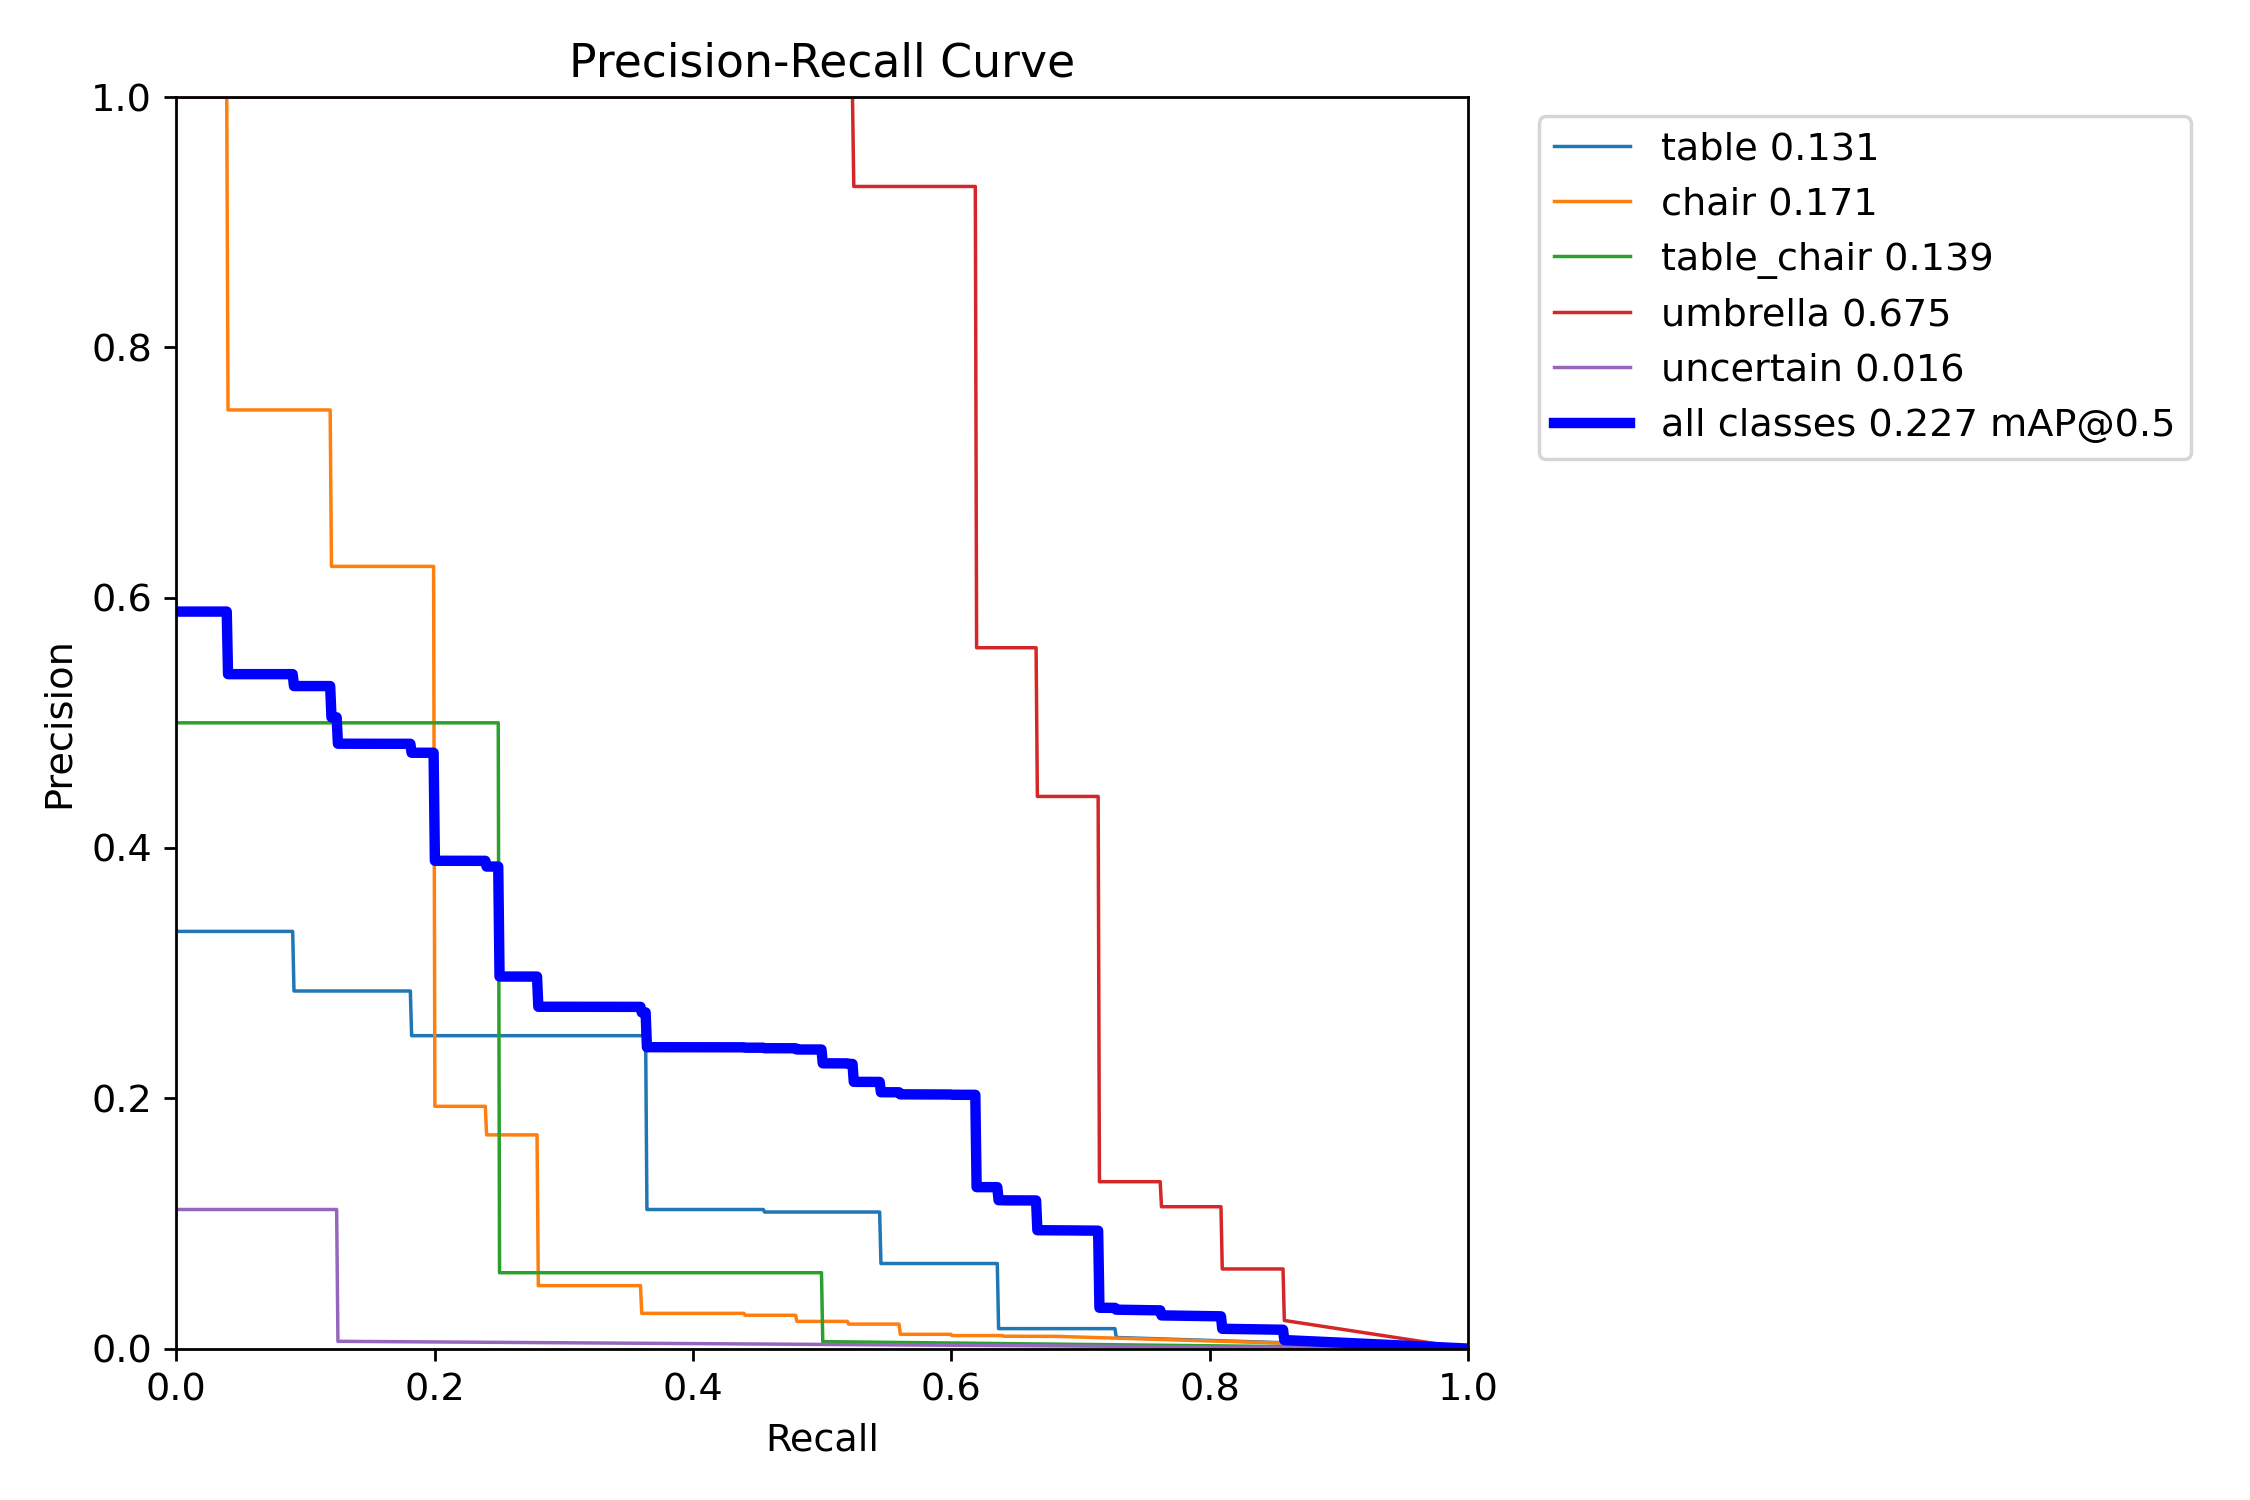 Precision-Recall Curve
1.0
0.8
0.6
0.4
0.2
0.0
Precision
0.0 0.2 0.4 0.6 0.8 1.0
Recall
table 0.131
chair 0.171
table_chair 0.139
umbrella 0.675
uncertain 0.016
all classes 0.227 mAP@0.5